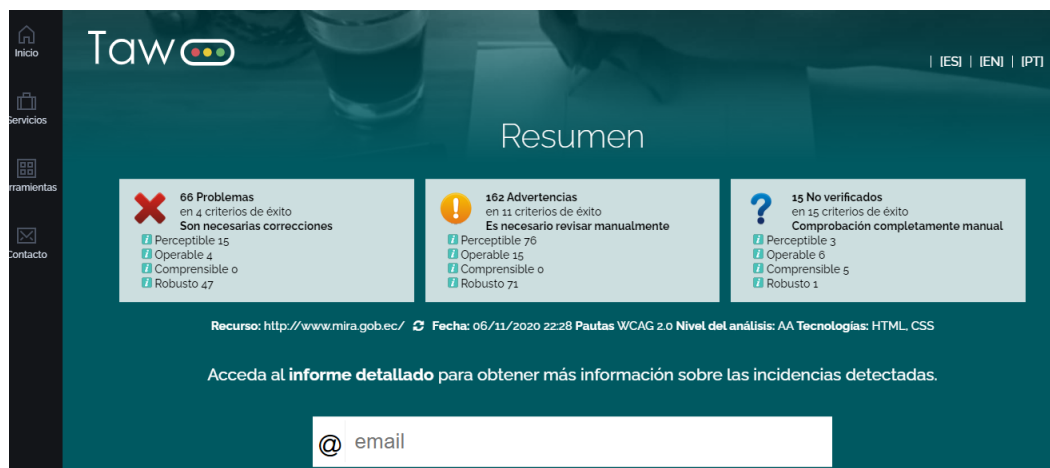 Inicio
Servicios
rramientas
Contacto
Taw
| [ES] | [EN] | [PT]
Resumen
66 Problemas
en 4 criterios de éxito
Son necesarias correcciones
Perceptible 15
Operable 4
Comprensible 0
Robusto 47
162 Advertencias
en 11 criterios de éxito
Es necesario revisar manualmente
Perceptible 76
Operable 15
Comprensible 0
Robusto 71
15 No verificados
en 15 criterios de éxito
Comprobación completamente manual
Perceptible 3
Operable 6
Comprensible 5
Robusto 1
Recurso: http://www.mira.gob.ec/ Fecha: 06/11/2020 22:28 Pautas WCAG 2.0 Nivel del análisis: AA Tecnologías: HTML, CSS
Acceda al informe detallado para obtener más información sobre las incidencias detectadas.
@ email